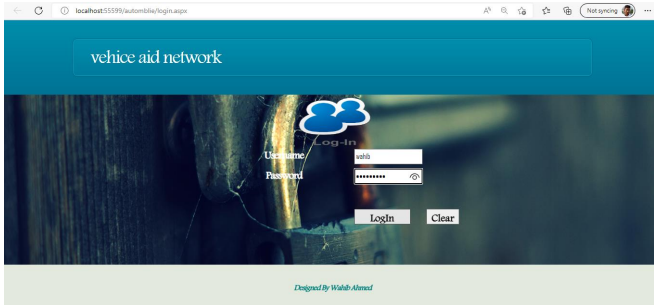 localhost:55599/automblie/login.aspx
Not syncing
vehice aid network
Log-In
Username
wahib
Password
LogIn Clear
Designed By Wahib Ahmed